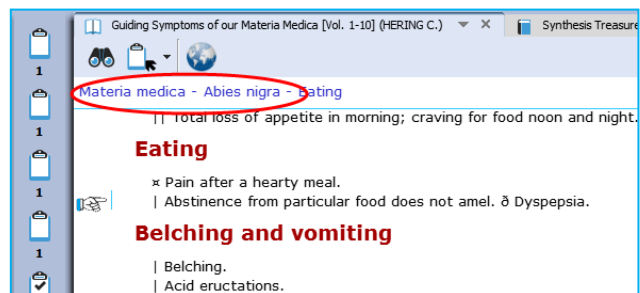 Guiding Symptoms of our Materia Medica [Vol. 1-10] (HERING C.)
Synthesis Treasure
1
Materia medica - Abies nigra - Eating
|| Total loss of appetite in morning; craving for food noon and night.
1
Eating
¤ Pain after a hearty meal.
1
| Abstinence from particular food does not amel. ð Dyspepsia.
Belching and vomiting
1
| Belching.
| Acid eructations.